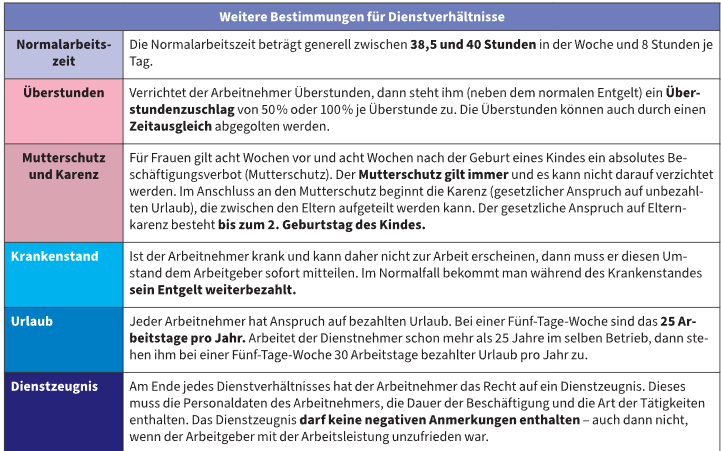 Weitere Bestimmungen für Dienstverhältnisse
Normalarbeits-
zeit
Die Normalarbeitszeit beträgt generell zwischen 38,5 und 40 Stunden in der Woche und 8 Stunden je
Tag.
Überstunden
Verrichtet der Arbeitnehmer Überstunden, dann steht ihm (neben dem normalen Entgelt) ein Über-
stundenzuschlag von 50 % oder 100 % je Überstunde zu. Die Überstunden können auch durch einen
Zeitausgleich abgegolten werden.
Mutterschutz
und Karenz
Für Frauen gilt acht Wochen vor und acht Wochen nach der Geburt eines Kindes ein absolutes Be-
schäftigungsverbot (Mutterschutz). Der Mutterschutz gilt immer und es kann nicht darauf verzichtet
werden. Im Anschluss an den Mutterschutz beginnt die Karenz (gesetzlicher Anspruch auf unbezahl-
ten Urlaub), die zwischen den Eltern aufgeteilt werden kann. Der gesetzliche Anspruch auf Eltern-
karenz besteht bis zum 2. Geburtstag des Kindes.
Krankenstand
Ist der Arbeitnehmer krank und kann daher nicht zur Arbeit erscheinen, dann muss er diesen Um-
stand dem Arbeitgeber sofort mitteilen. Im Normalfall bekommt man während des Krankenstandes
sein Entgelt weiterbezahlt.
Urlaub
Jeder Arbeitnehmer hat Anspruch auf bezahlten Urlaub. Bei einer Fünf-Tage-Woche sind das 25 Ar-
beitstage pro Jahr. Arbeitet der Dienstnehmer schon mehr als 25 Jahre im selben Betrieb, dann ste-
hen ihm bei einer Fünf-Tage-Woche 30 Arbeitstage bezahlter Urlaub pro Jahr zu.
Dienstzeugnis
Am Ende jedes Dienstverhältnisses hat der Arbeitnehmer das Recht auf ein Dienstzeugnis. Dieses
muss die Personaldaten des Arbeitnehmers, die Dauer der Beschäftigung und die Art der Tätigkeiten
enthalten. Das Dienstzeugnis darf keine negativen Anmerkungen enthalten – auch dann nicht,
wenn der Arbeitgeber mit der Arbeitsleistung unzufrieden war.